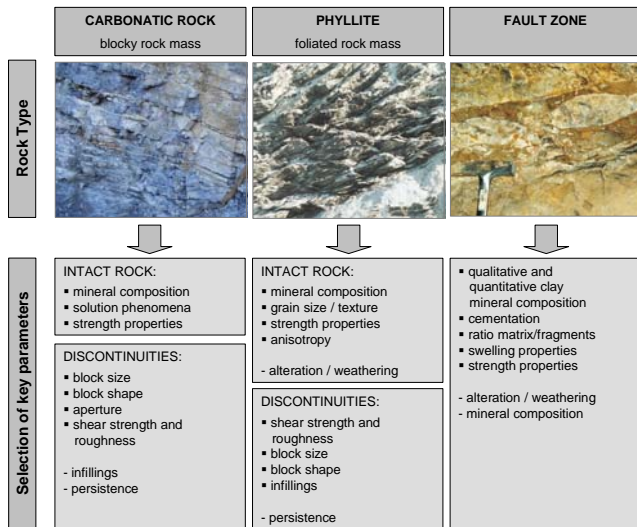 CARBONATIC ROCK
blocky rock mass
PHYLLITE
foliated rock mass
FAULT ZONE
Rock Type
Selection of key parameters
INTACT ROCK:
▪ mineral composition
▪ solution phenomena
▪ strength properties
DISCONTINUITIES:
▪ block size
▪ block shape
▪ aperture
▪ shear strength and
roughness
- infillings
- persistence
INTACT ROCK:
▪ mineral composition
▪ grain size / texture
▪ strength properties
▪ anisotropy
- alteration / weathering
DISCONTINUITIES:
▪ shear strength and
roughness
▪ block size
▪ block shape
▪ infillings
- persistence
▪ qualitative and
quantitative clay
mineral composition
▪ cementation
▪ ratio matrix/fragments
▪ swelling properties
▪ strength properties
- alteration / weathering
- mineral composition